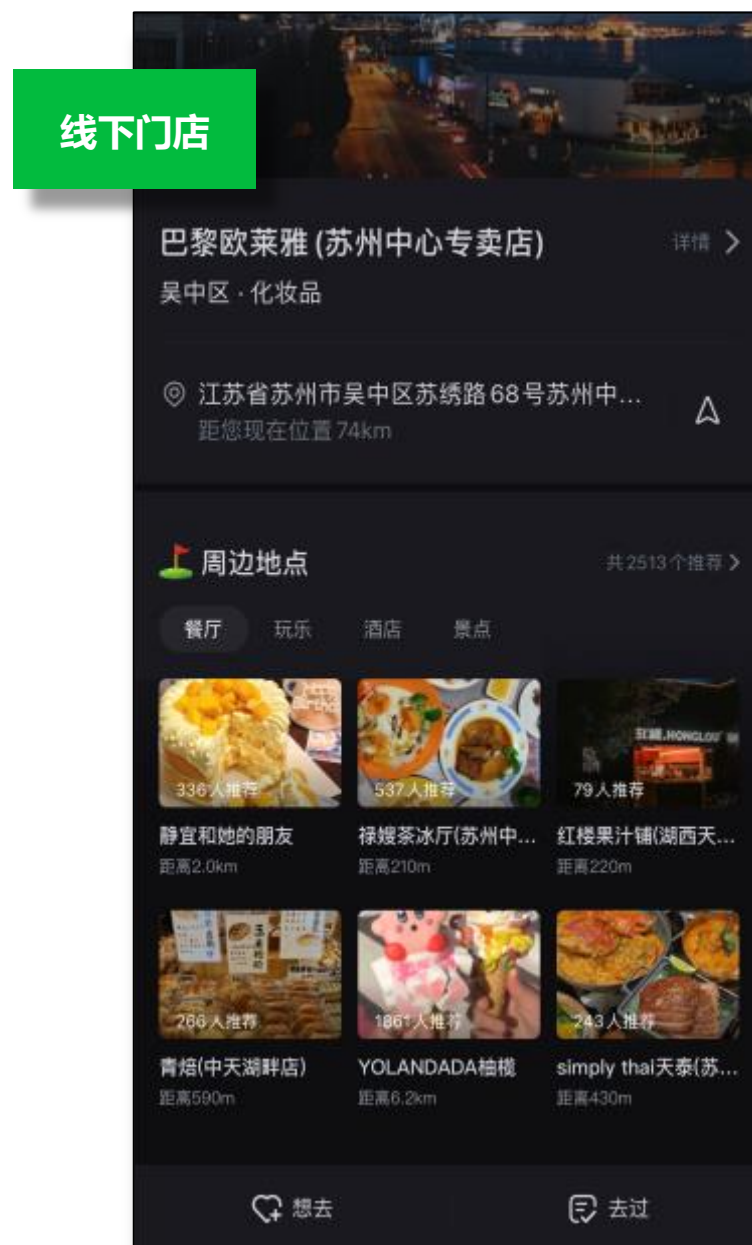 线下门店
巴黎欧莱雅 (苏州中心专卖店)
详情
吴中区 · 化妆品
江苏省苏州市吴中区苏绣路68号苏州中...
距您现在位置74km
周边地点
共2513个推荐
餐厅 玩乐 酒店 景点
336人推荐
537人推荐
79人推荐
静宜和她的朋友
禄嫂茶冰厅(苏州中...
红楼果汁铺(湖西天...
距离2.0km
距离210m
距离220m
266人推荐
1861人推荐
243人推荐
青焙(中天湖畔店)
YOLANDADA柚榄
simply thai天泰(苏...
距离590m
距离6.2km
距离430m
想去
去过